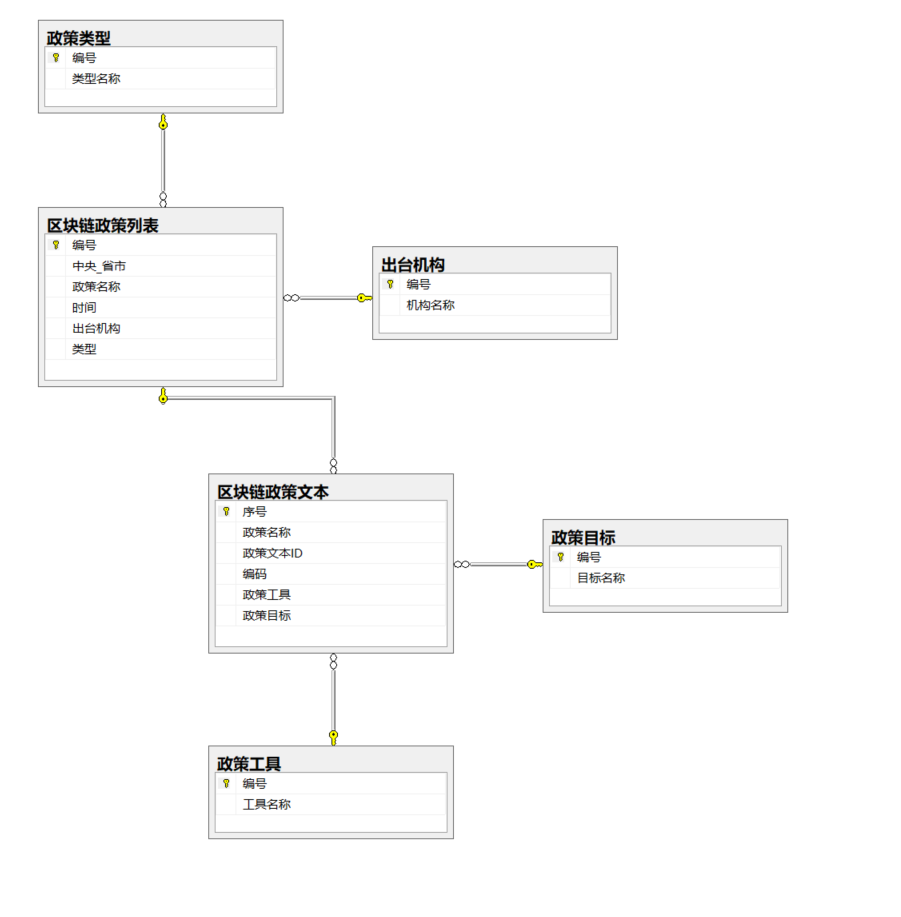 政策类型
编号
类型名称
区块链政策列表
编号
中央_省市
政策名称
时间
出台机构
类型
出台机构
编号
机构名称
区块链政策文本
序号
政策名称
政策文本ID
编码
政策工具
政策目标
政策目标
编号
目标名称
政策工具
编号
工具名称